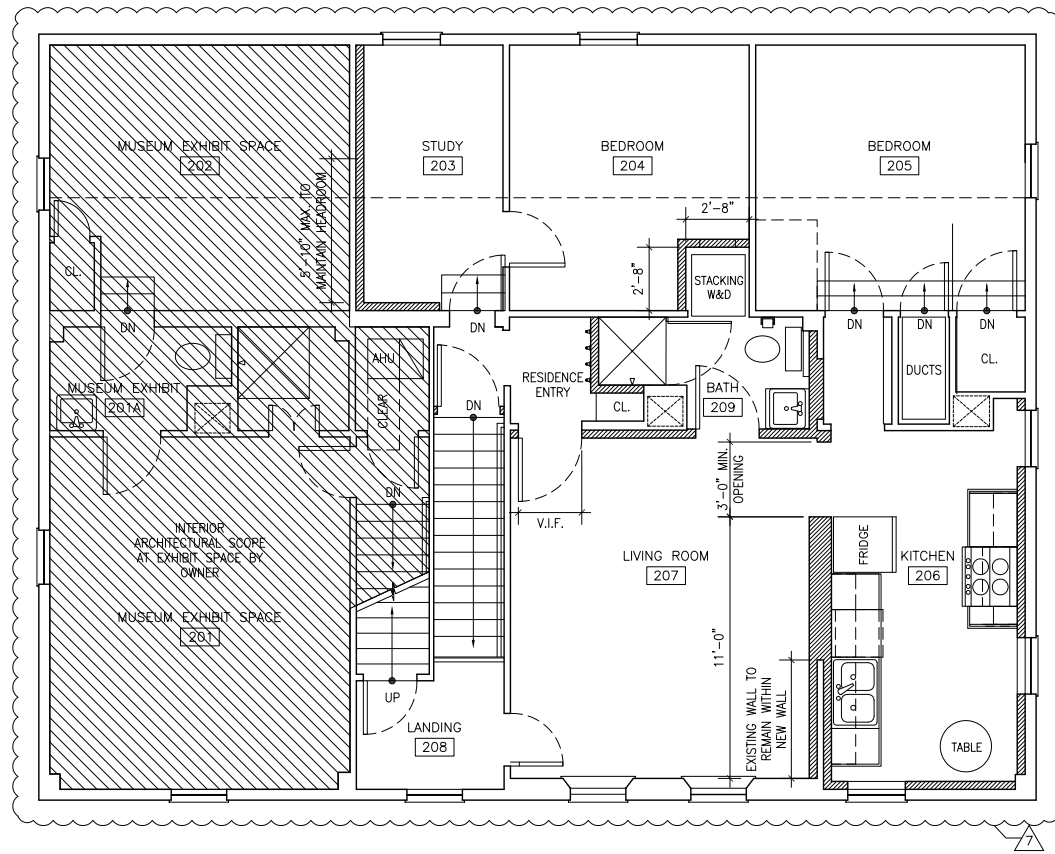 MUSEUM EXHIBIT SPACE
202
STUDY
203
BEDROOM
204
BEDROOM
205
5'-10" MAX. TO
MAINTAIN HEADROOM
2'-8"
2'-8"
STACKING
W&D
CL.
DN
DN
DN
DN
DN
MUSEUM EXHIBIT
201A
AHU
CLEAR
RESIDENCE
ENTRY
CL.
BATH
209
DUCTS
CL.
DN
DN
3'-0" MIN.
OPENING
V.I.F.
INTERIOR
ARCHITECTURAL SCOPE
AT EXHIBIT SPACE BY
OWNER
MUSEUM EXHIBIT SPACE
201
LIVING ROOM
207
FRIDGE
KITCHEN
206
11'-0"
UP
LANDING
208
EXISTING WALL TO
REMAIN WITHIN
NEW WALL
TABLE
7